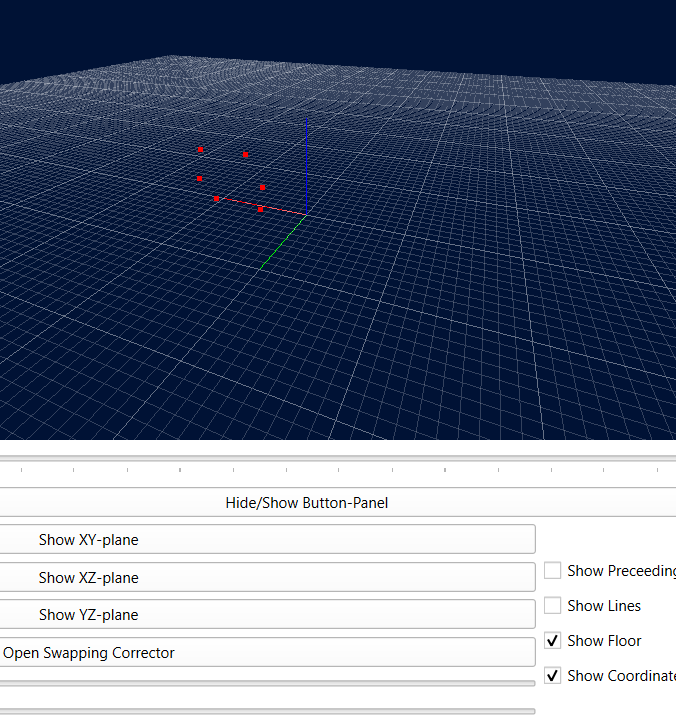 Hide/Show Button-Panel
Show XY-plane
Show XZ-plane
Show YZ-plane
Open Swapping Corrector
Show Preceeding
Show Lines
Show Floor
Show Coordinate